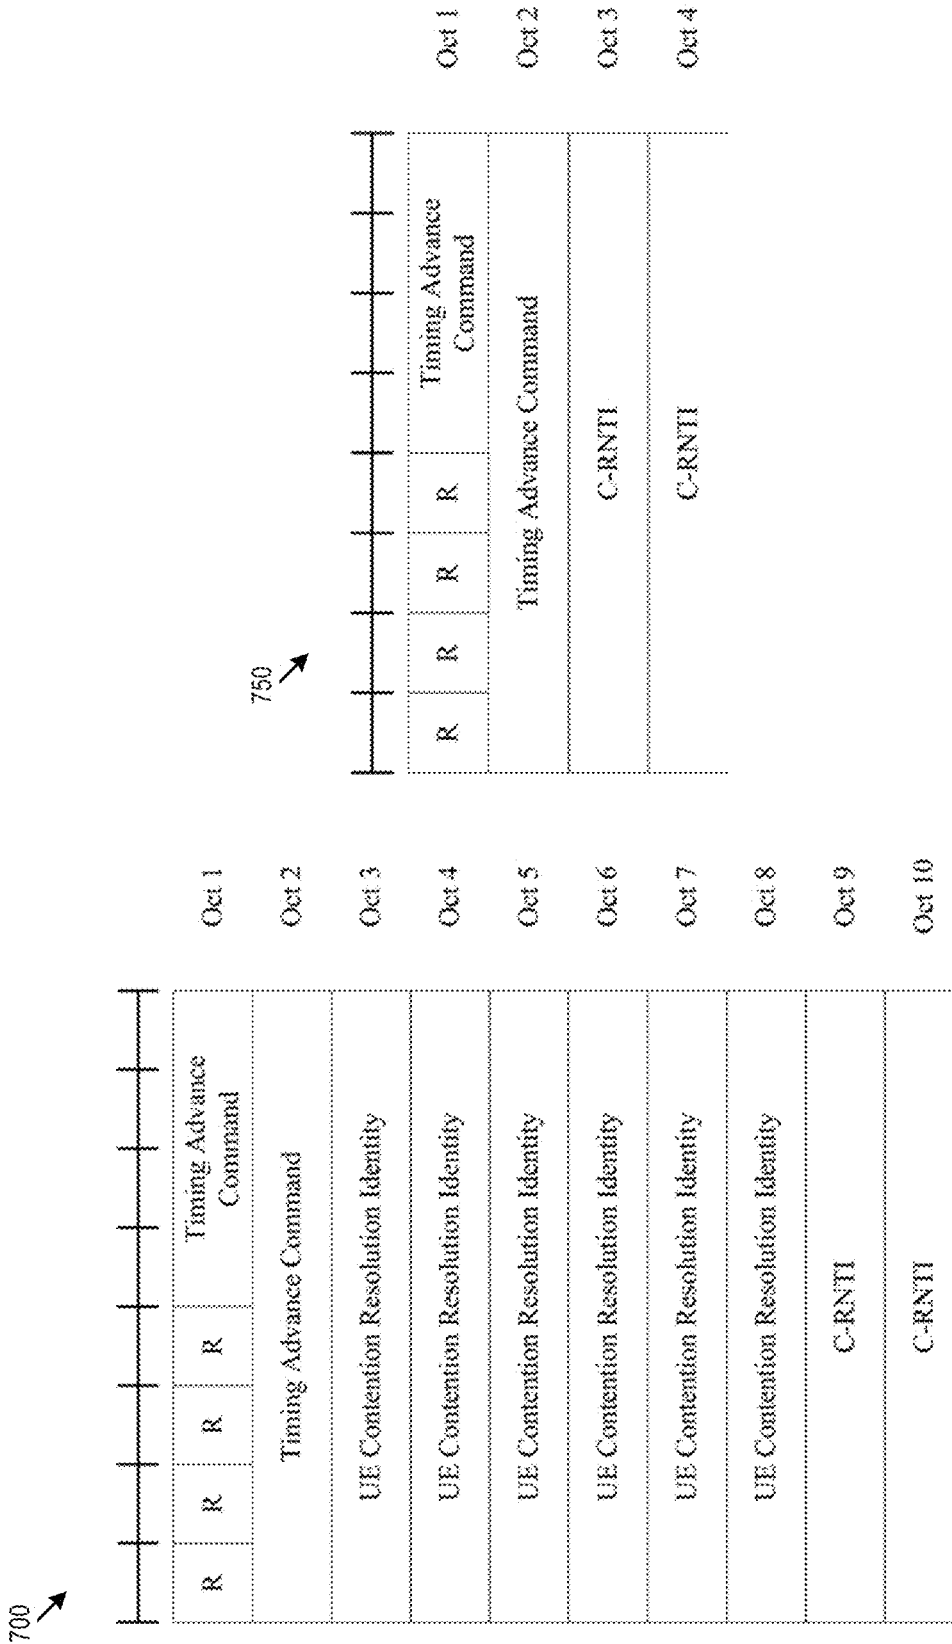 700
R R R R Timing Advance
Command
Oct 1
Timing Advance Command
Oct 2
UE Contention Resolution Identity
Oct 3
UE Contention Resolution Identity
Oct 4
UE Contention Resolution Identity
Oct 5
UE Contention Resolution Identity
Oct 6
UE Contention Resolution Identity
Oct 7
UE Contention Resolution Identity
Oct 8
C-RNTI
Oct 9
C-RNTI
Oct 10
750
R R R R Timing Advance
Command
Oct 1
Timing Advance Command
Oct 2
C-RNTI
Oct 3
C-RNTI
Oct 4